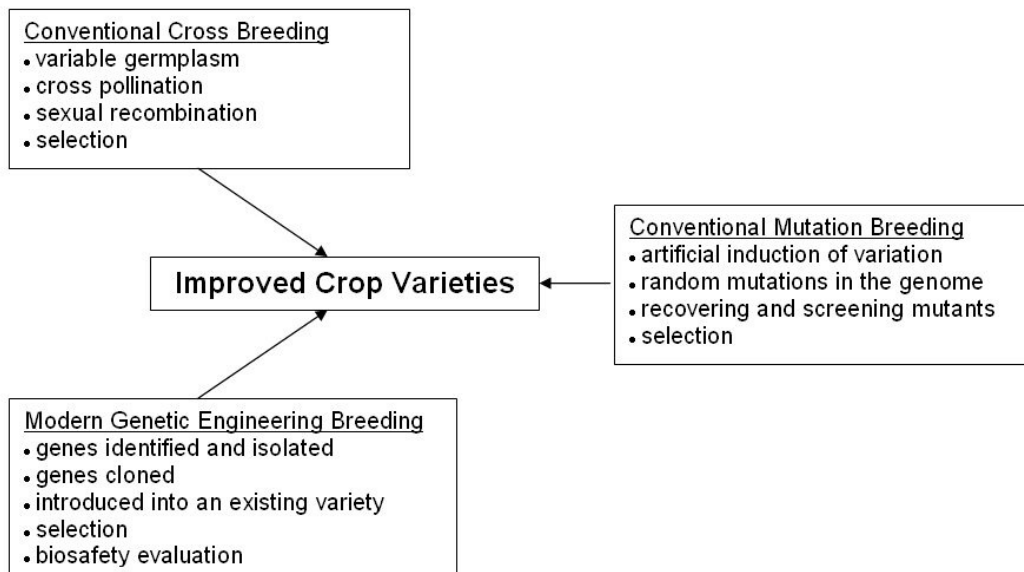 Conventional Cross Breeding
• variable germplasm
• cross pollination
• sexual recombination
• selection
Conventional Mutation Breeding
• artificial induction of variation
• random mutations in the genome
• recovering and screening mutants
• selection
Improved Crop Varieties
Modern Genetic Engineering Breeding
• genes identified and isolated
• genes cloned
• introduced into an existing variety
• selection
• biosafety evaluation